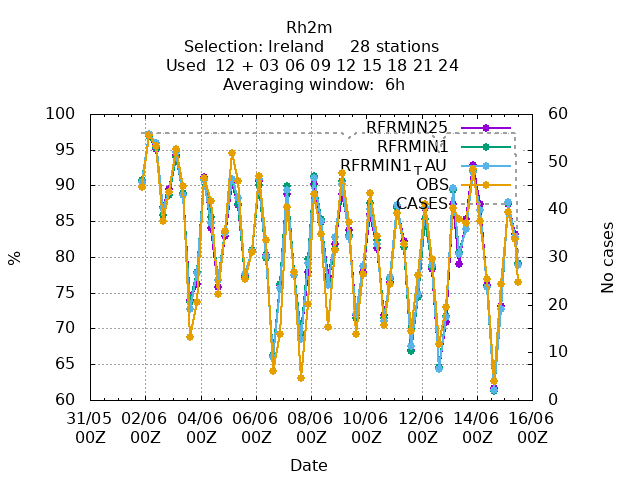 Rh2m
Selection: Ireland     28 stations
Used  12 + 03 06 09 12 15 18 21 24
Averaging window:  6h
100
95
90
85
80
75
70
65
60
%
60
50
40
30
20
10
0
No cases
RFRMIN25
RFRMIN1
RFRMIN1_TAU
OBS
CASES
31/05 02/06 04/06 06/06 08/06 10/06 12/06 14/06 16/06
00Z 00Z 00Z 00Z 00Z 00Z 00Z 00Z 00Z
Date